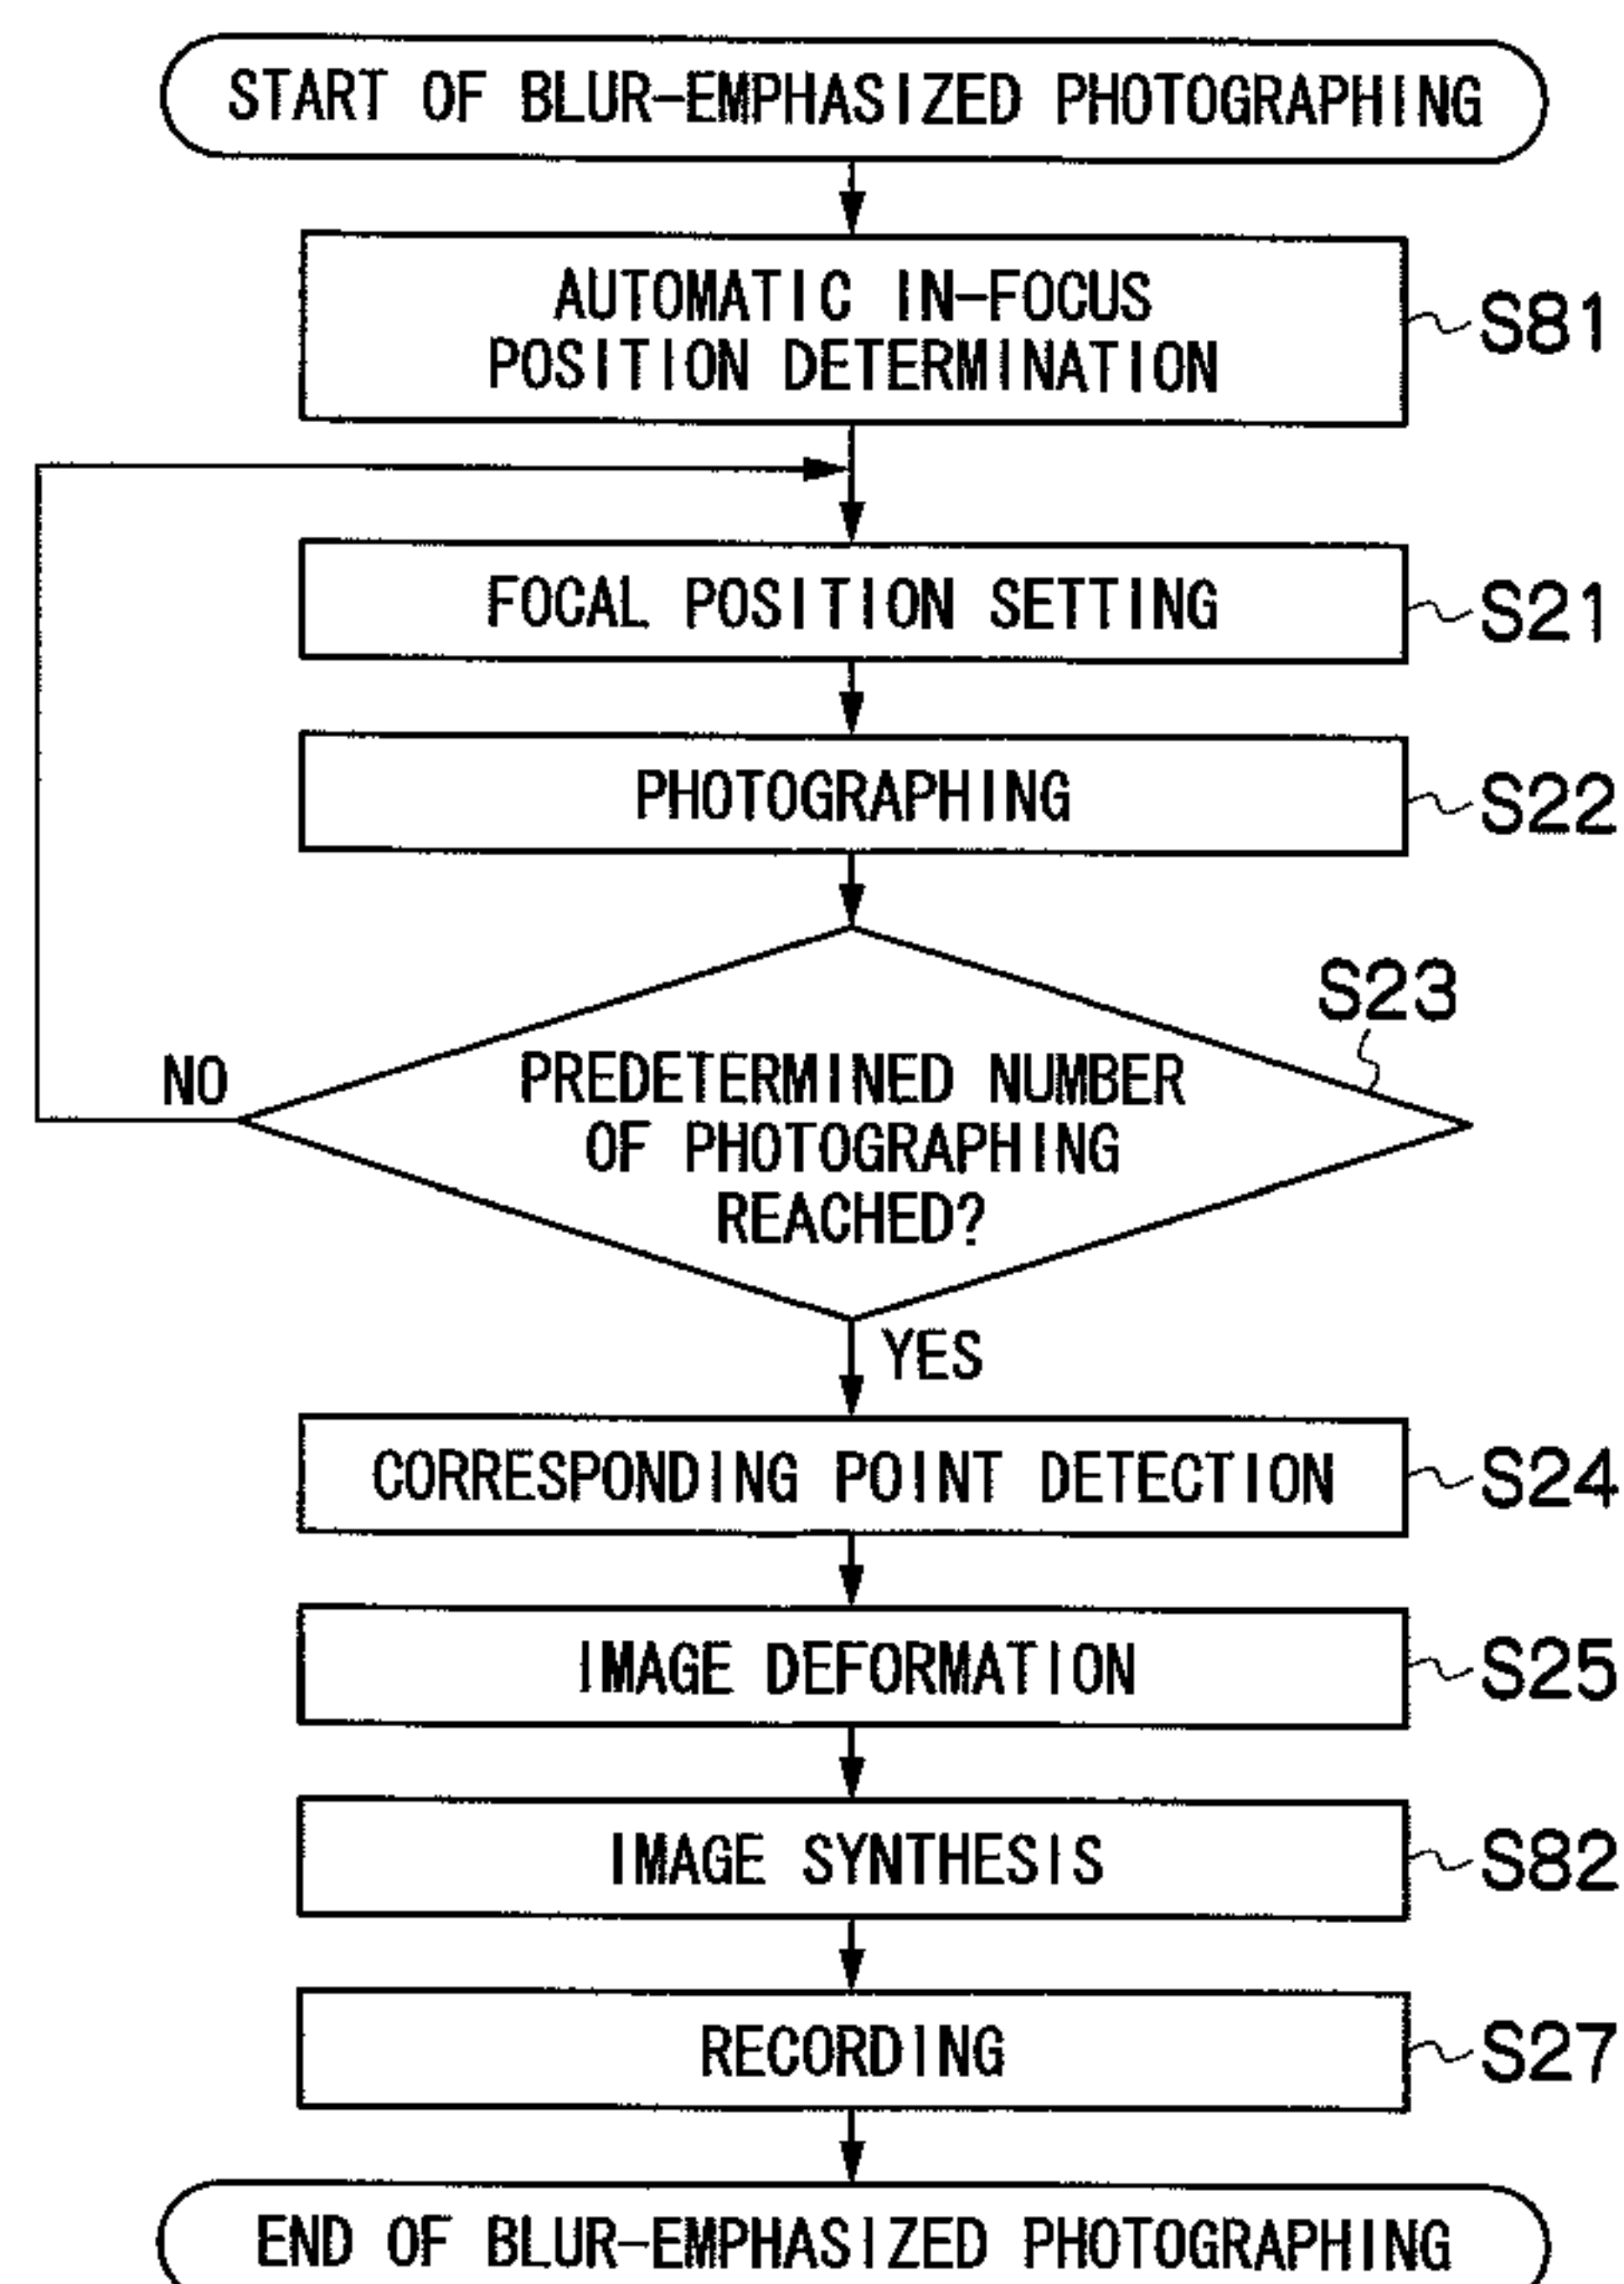 START OF BLUR-EMPHASIZED PHOTOGRAPHING
AUTOMATIC IN-FOCUS
POSITION DETERMINATION
S81
FOCAL POSITION SETTING
S21
PHOTOGRAPHING
S22
S23
NO
PREDETERMINED NUMBER
OF PHOTOGRAPHING
REACHED?
YES
CORRESPONDING POINT DETECTION
S24
IMAGE DEFORMATION
S25
IMAGE SYNTHESIS
S82
RECORDING
S27
END OF BLUR-EMPHASIZED PHOTOGRAPHING